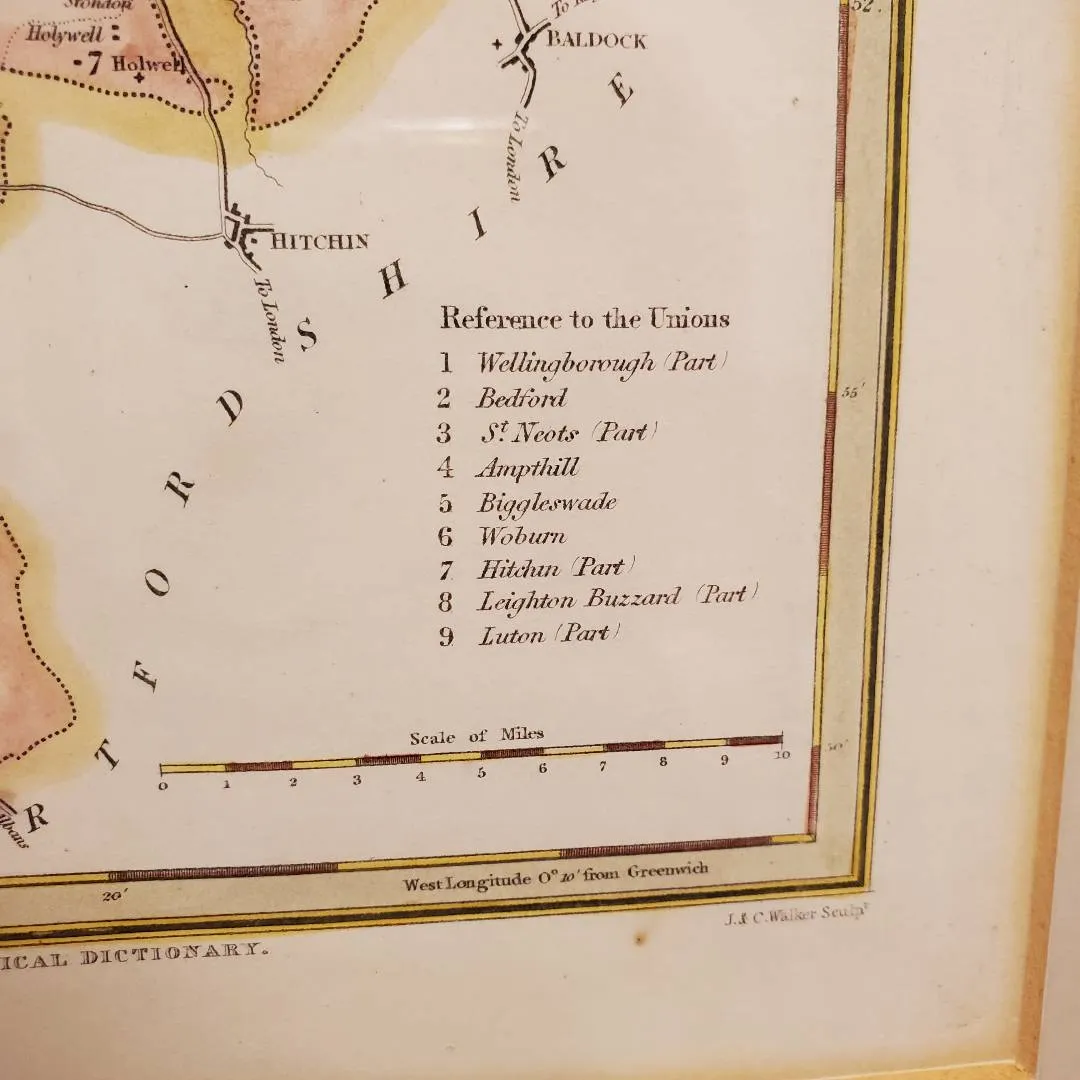 Holywell
7 Holwell
BALDOCK
To London
HITCHIN
To London
R T F O R D S H I R E
Reference to the Unions
1 Wellingborough (Part)
2 Bedford
3 St. Neots (Part)
4 Ampthill
5 Biggleswade
6 Woburn
7 Hitchin (Part)
8 Leighton Buzzard (Part)
9 Luton (Part)
Scale of Miles
0 1 2 3 4 5 6 7 8 9 10
52°
55'
50'
20'
West Longitude 0° 10' from Greenwich
J. & C. Walker Sculpt
ICAL DICTIONARY.